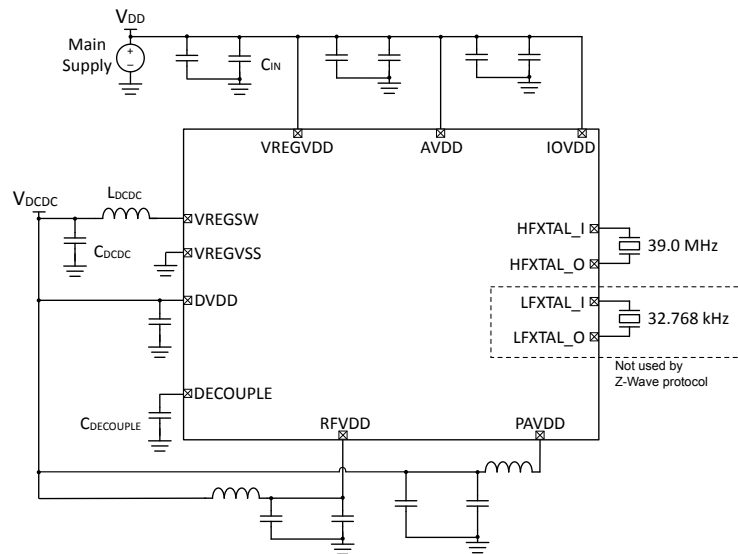 VDD
Main
Supply
+
−
CIN
VREGVDD
AVDD
IOVDD
VDCDC
LDCDC
VREGSW
CDCDC
VREGVSS
DVDD
HFXTAL_I
39.0 MHz
HFXTAL_O
LFXTAL_I
32.768 kHz
LFXTAL_O
Not used by
Z-Wave protocol
DECOUPLE
CDECOUPLE
RFVDD
PAVDD